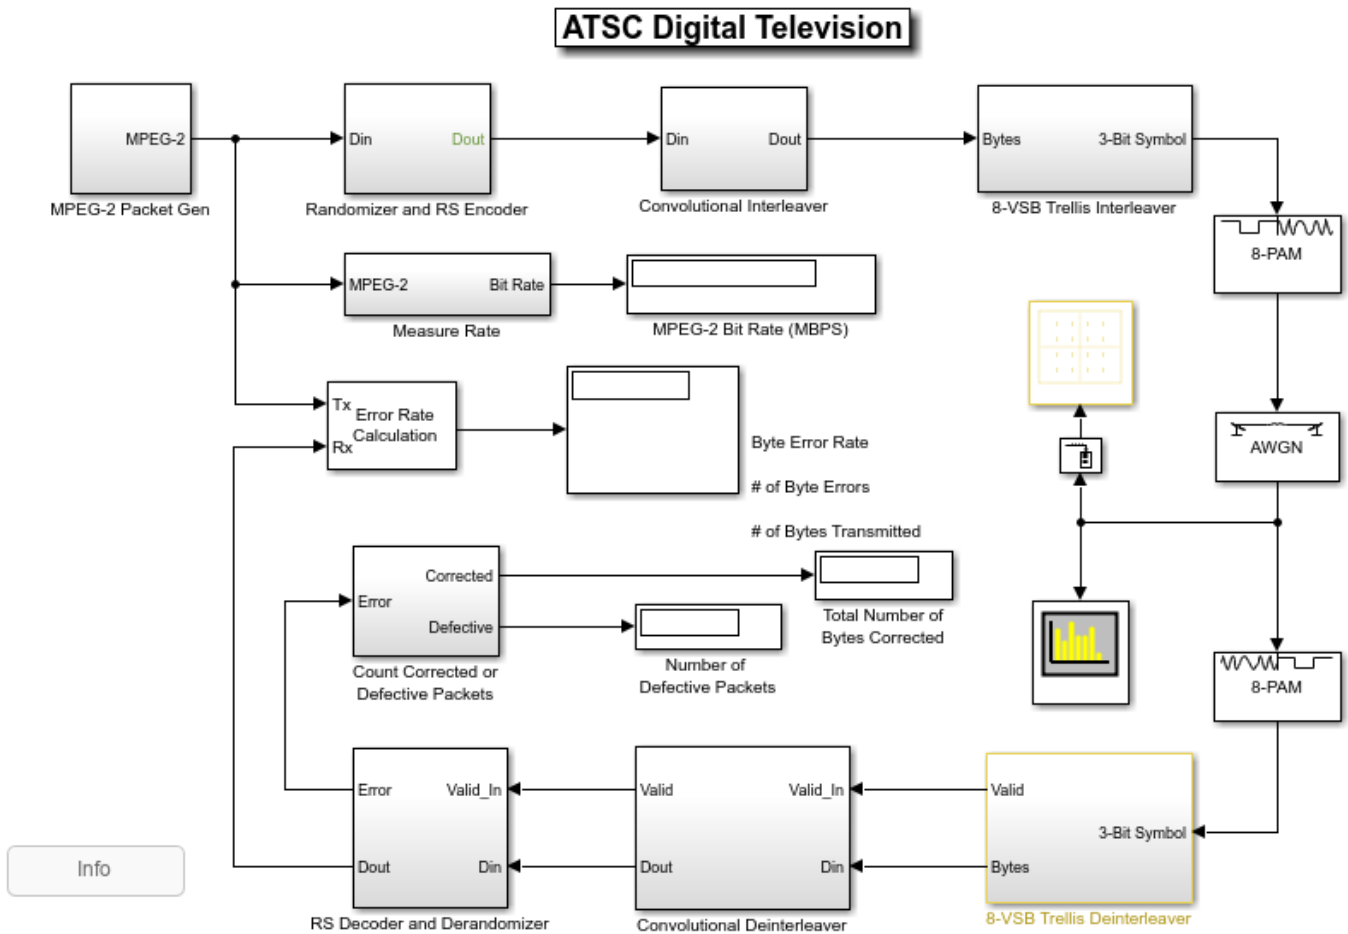 ATSC Digital Television
MPEG-2
MPEG-2 Packet Gen
Din
Dout
Randomizer and RS Encoder
Din
Dout
Convolutional Interleaver
Bytes
3-Bit Symbol
8-VSB Trellis Interleaver
8-PAM
MPEG-2
Bit Rate
Measure Rate
MPEG-2 Bit Rate (MBPS)
Tx
Rx
Error Rate
Calculation
Byte Error Rate
# of Byte Errors
# of Bytes Transmitted
AWGN
Error
Corrected
Defective
Count Corrected or
Defective Packets
Total Number of
Bytes Corrected
Number of
Defective Packets
8-PAM
Error
Valid_In
Dout
Din
RS Decoder and Derandomizer
Valid
Valid_In
Dout
Din
Convolutional Deinterleaver
Valid
3-Bit Symbol
Bytes
8-VSB Trellis Deinterleaver
Info